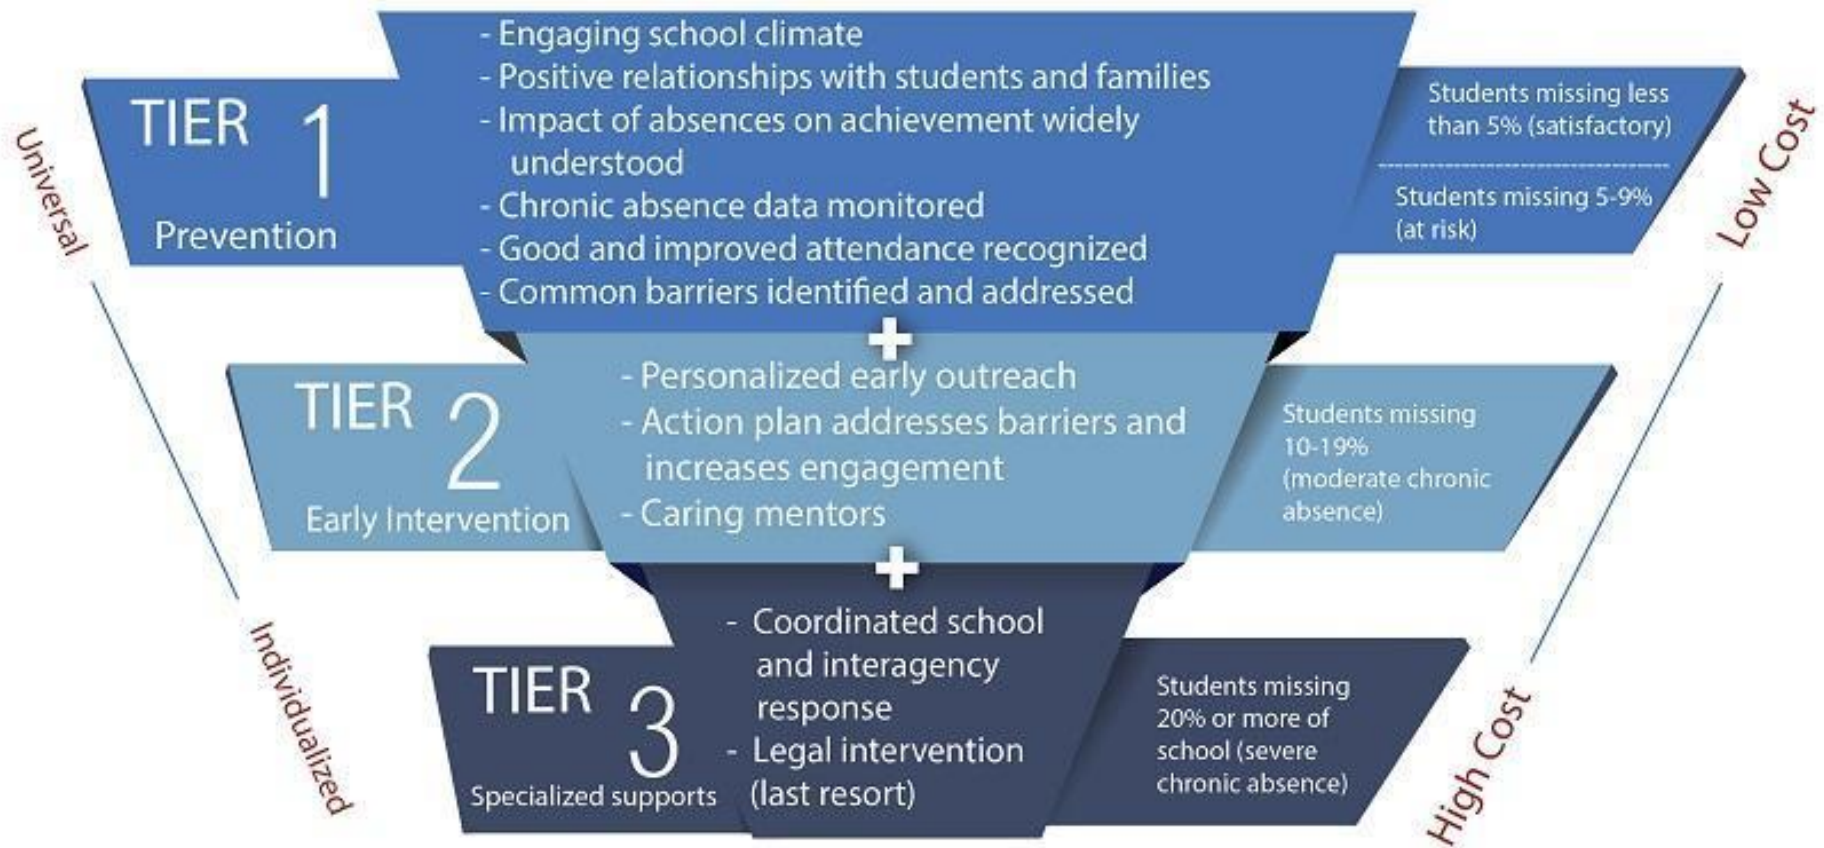 Universal
TIER 1
Prevention
- Engaging school climate
- Positive relationships with students and families
- Impact of absences on achievement widely
understood
- Chronic absence data monitored
- Good and improved attendance recognized
- Common barriers identified and addressed
Students missing less
than 5% (satisfactory)
Students missing 5-9%
(at risk)
Low Cost
+
TIER 2
Early Intervention
- Personalized early outreach
- Action plan addresses barriers and
increases engagement
- Caring mentors
Students missing
10-19%
(moderate chronic
absence)
+
Individualized
TIER 3
Specialized supports
- Coordinated school
and interagency
response
- Legal intervention
(last resort)
Students missing
20% or more of
school (severe
chronic absence)
High Cost